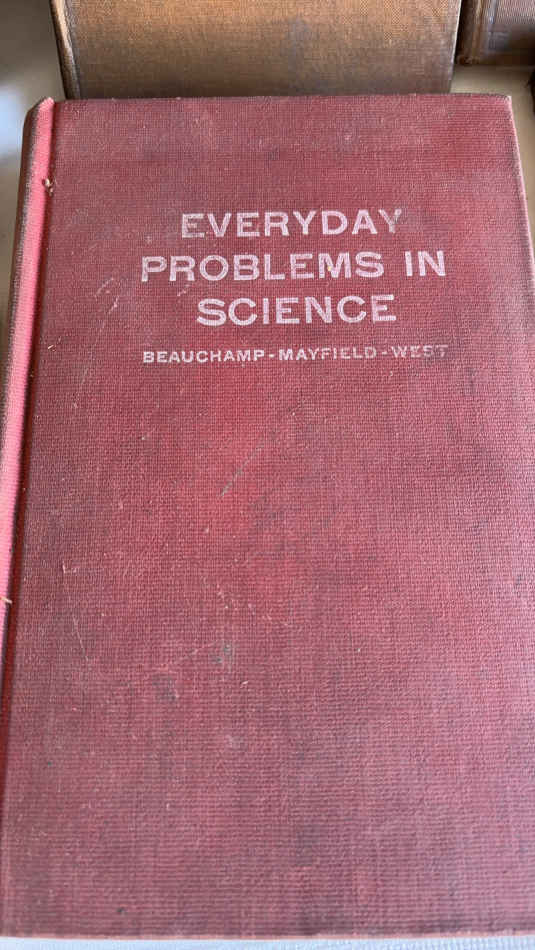 EVERYDAY
PROBLEMS IN
SCIENCE
BEAUCHAMP-MAYFIELD-WEST